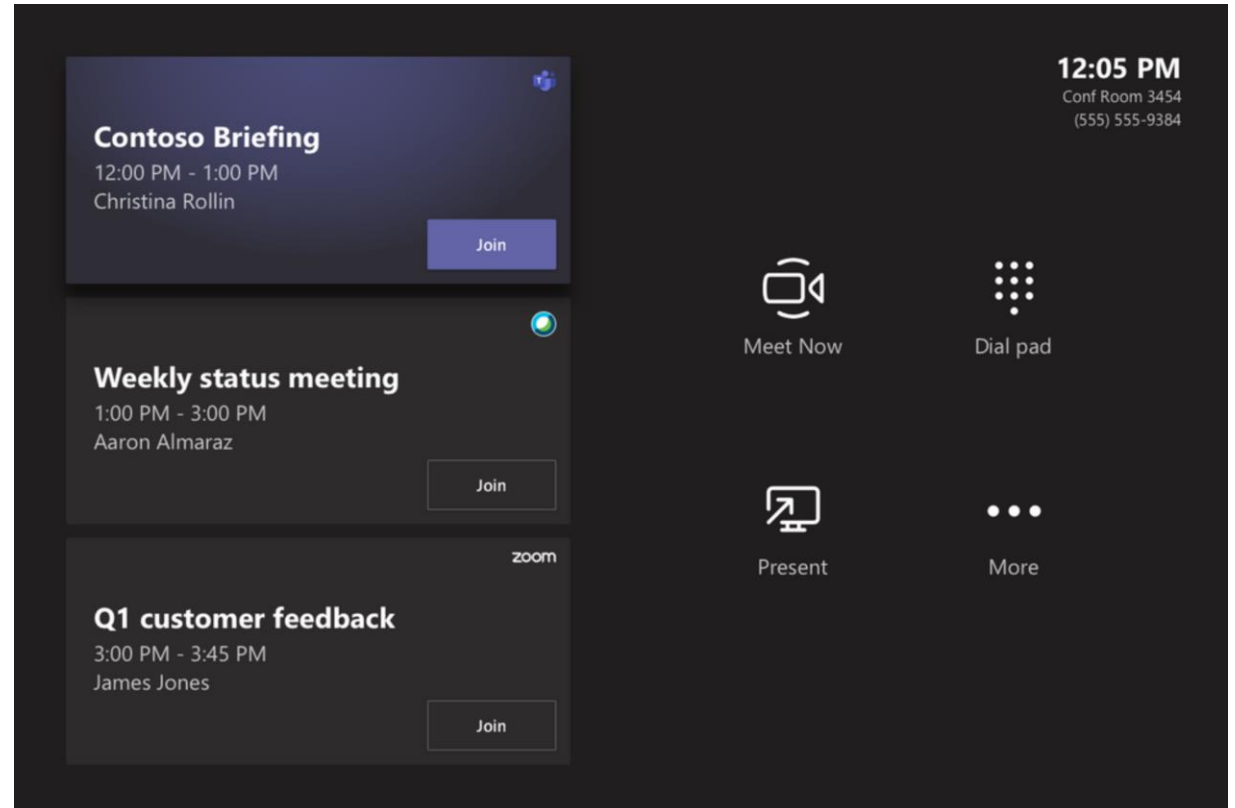 Contoso Briefing
12:00 PM - 1:00 PM
Christina Rollin
Join
Weekly status meeting
1:00 PM - 3:00 PM
Aaron Almaraz
Join
zoom
Q1 customer feedback
3:00 PM - 3:45 PM
James Jones
Join
12:05 PM
Conf Room 3454
(555) 555-9384
Meet Now
Dial pad
Present
More